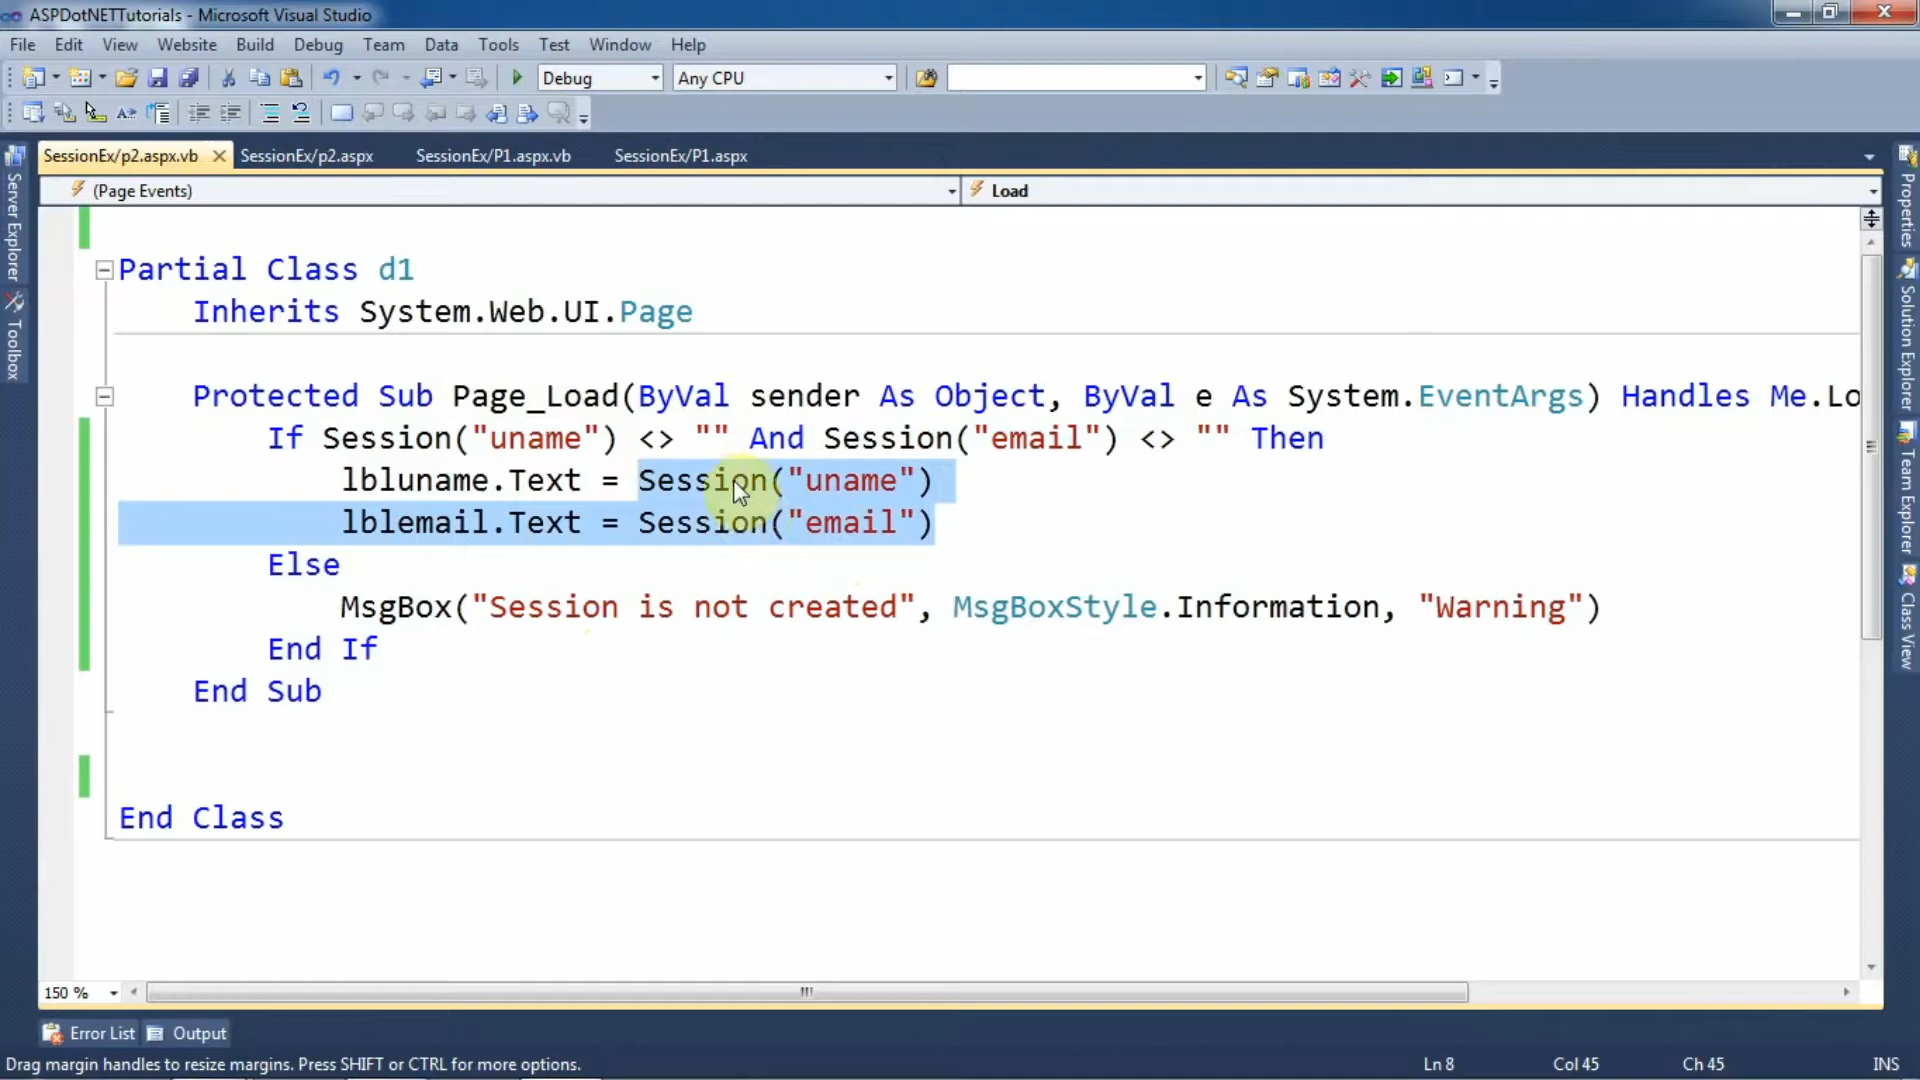 ASPDotNETTutorials - Microsoft Visual Studio
File Edit View Website Build Debug Team Data Tools Test Window Help
Debug Any CPU
SessionEx/p2.aspx.vb SessionEx/p2.aspx SessionEx/P1.aspx.vb SessionEx/P1.aspx
(Page Events) Load
Server Explorer
Toolbox
Partial Class d1
Inherits System.Web.UI.Page
Protected Sub Page_Load(ByVal sender As Object, ByVal e As System.EventArgs) Handles Me.Lo
If Session("uname") <> "" And Session("email") <> "" Then
lbluname.Text = Session("uname")
lblemail.Text = Session("email")
Else
MsgBox("Session is not created", MsgBoxStyle.Information, "Warning")
End If
End Sub
End Class
Properties
Solution Explorer
Team Explorer
Class View
150 %
Error List Output
Drag margin handles to resize margins. Press SHIFT or CTRL for more options. Ln 8 Col 45 Ch 45 INS